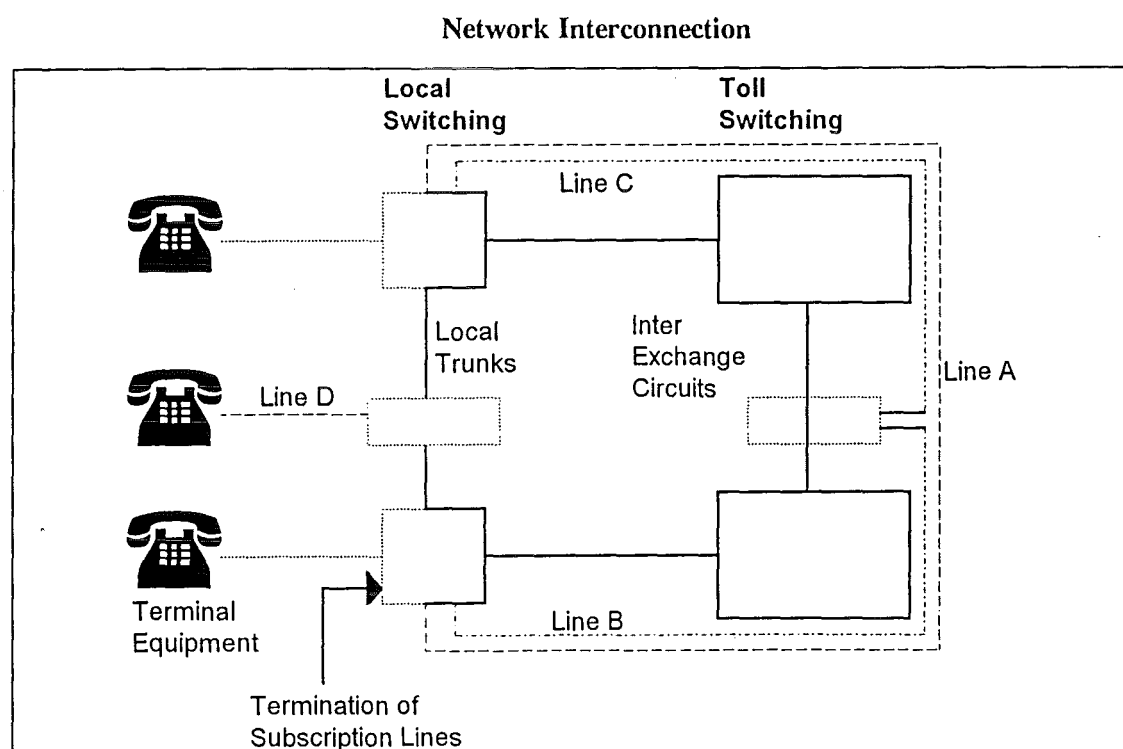 Network Interconnection
Local
Switching
Toll
Switching
Line C
Local
Trunks
Inter
Exchange
Circuits
Line A
Line D
Terminal
Equipment
Line B
Termination of
Subscription Lines